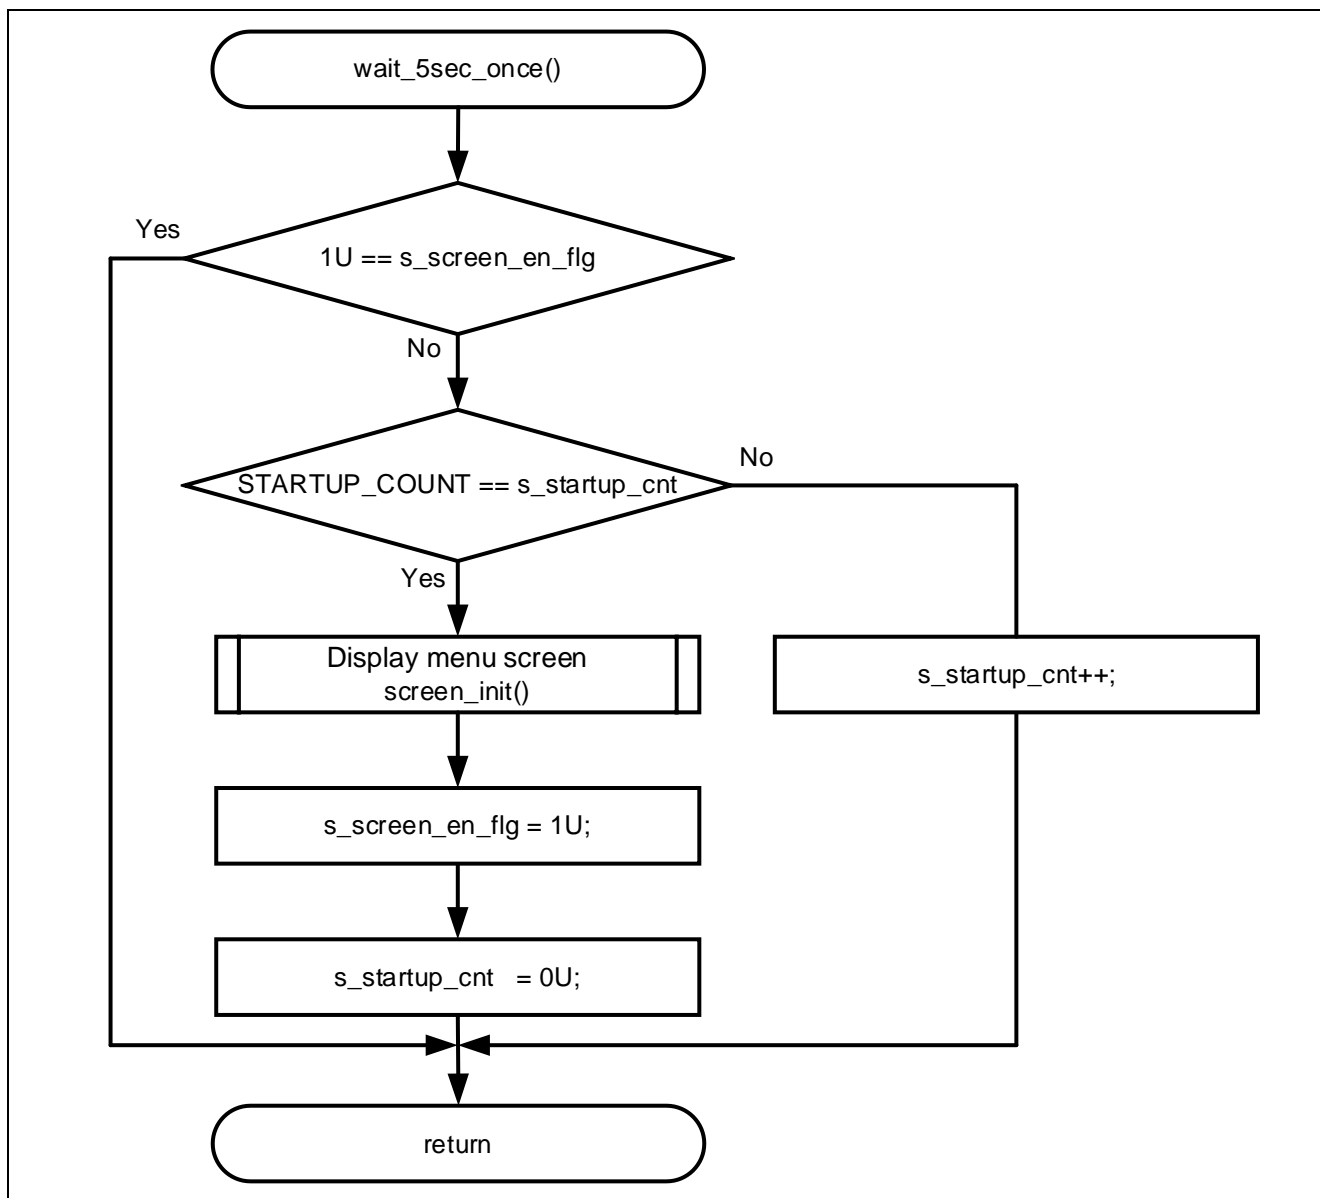 wait_5sec_once()
Yes
1U == s_screen_en_flg
No
STARTUP_COUNT == s_startup_cnt
No
Yes
Display menu screen
screen_init()
s_startup_cnt++;
s_screen_en_flg = 1U;
s_startup_cnt = 0U;
return